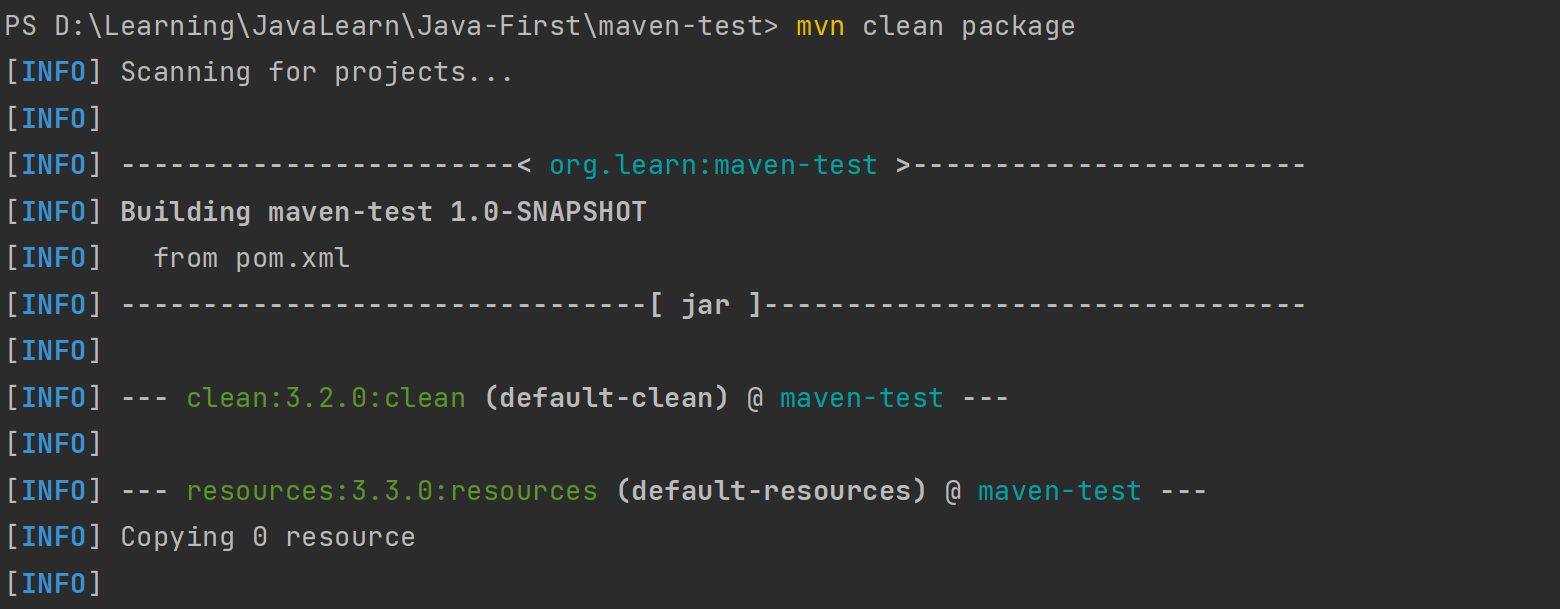 PS D:\Learning\JavaLearn\Java-First\maven-test> mvn clean package
[INFO] Scanning for projects...
[INFO]
[INFO] ------------------------< org.learn:maven-test >------------------------
[INFO] Building maven-test 1.0-SNAPSHOT
[INFO]   from pom.xml
[INFO] --------------------------------[ jar ]---------------------------------
[INFO]
[INFO] --- clean:3.2.0:clean (default-clean) @ maven-test ---
[INFO]
[INFO] --- resources:3.3.0:resources (default-resources) @ maven-test ---
[INFO] Copying 0 resource
[INFO]